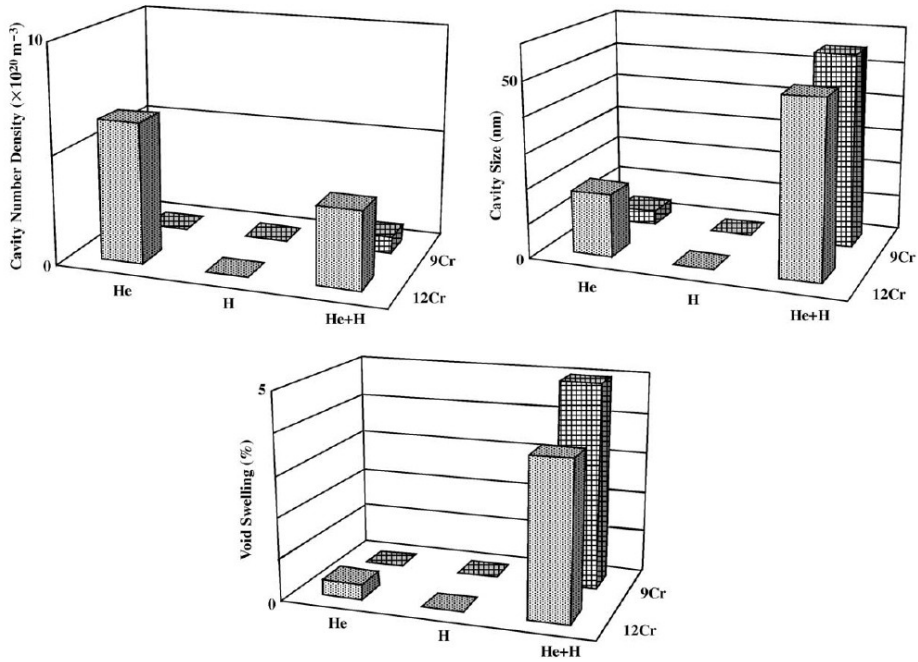 10
Cavity Number Density (×10²⁰ m⁻³)
0
He
H
He+H
12Cr
9Cr
50
Cavity Size (nm)
0
He
H
He+H
12Cr
9Cr
5
Void Swelling (%)
0
He
H
He+H
12Cr
9Cr